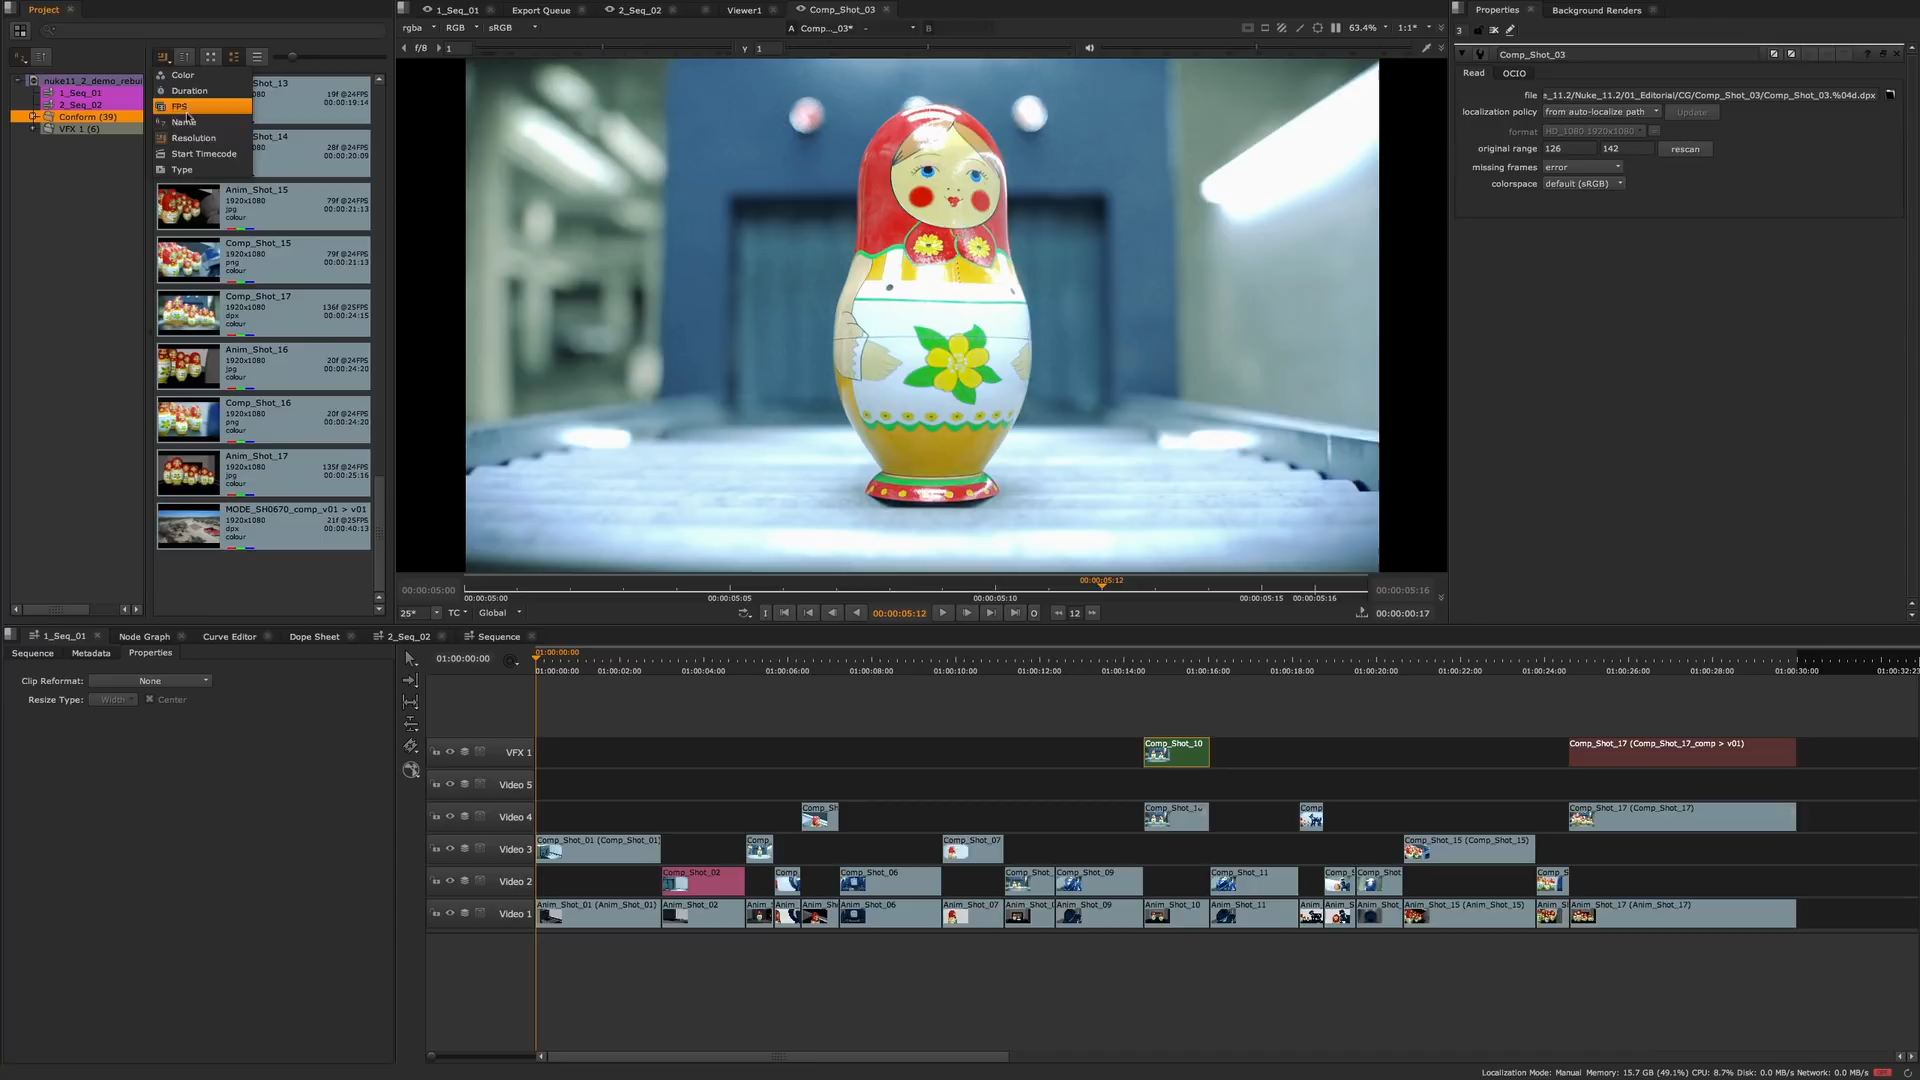 Project
1_Seq_01
Export Queue
2_Seq_02
Viewer1
Comp_Shot_03
Properties
Background Renders
rgba
RGB
sRGB
A Comp..._03*
-
B
63.4%
1:1*
3
f/8
1
Y 1
Comp_Shot_03
Read
OCIO
file
e_11.2/Nuke_11.2/01_Editorial/CG/Comp_Shot_03/Comp_Shot_03.%04d.dpx
localization policy
from auto-localize path
Update
format
HD_1080 1920x1080
original range
126
142
rescan
missing frames
error
colorspace
default (sRGB)
nuke11_2_demo_rebui
1_Seq_01
2_Seq_02
Conform (39)
VFX 1 (6)
Color
Duration
FPS
Name
Resolution
Start Timecode
Type
Shot_13
080
19f @24FPS
00:00:19:14
Shot_14
080
28f @24FPS
00:00:20:09
Anim_Shot_15
1920x1080
79f @24FPS
jpg
00:00:21:13
colour
Comp_Shot_15
1920x1080
79f @24FPS
png
00:00:21:13
colour
Comp_Shot_17
1920x1080
136f @25FPS
dpx
00:00:24:15
colour
Anim_Shot_16
1920x1080
20f @24FPS
jpg
00:00:24:20
colour
Comp_Shot_16
1920x1080
20f @24FPS
png
00:00:24:20
colour
Anim_Shot_17
1920x1080
135f @24FPS
jpg
00:00:25:16
colour
MODE_SH0670_comp_v01 > v01
1920x1080
21f @24FPS
dpx
00:00:40:13
colour
00:00:05:12
00:00:05:00
00:00:05:16
00:00:05:00
00:00:05:05
00:00:05:10
00:00:05:15
00:00:05:16
25*
TC
Global
I
00:00:05:12
O
12
00:00:00:17
1_Seq_01
Node Graph
Curve Editor
Dope Sheet
2_Seq_02
Sequence
Sequence
Metadata
Properties
Clip Reformat:
None
Resize Type:
Width
Center
01:00:00:00
01:00:00:00
01:00:00:00
01:00:02:00
01:00:04:00
01:00:06:00
01:00:08:00
01:00:10:00
01:00:12:00
01:00:14:00
01:00:16:00
01:00:18:00
01:00:20:00
01:00:22:00
01:00:24:00
01:00:26:00
01:00:28:00
01:00:30:00
01:00:32:23
VFX 1
Comp_Shot_10
Comp_Shot_17 (Comp_Shot_17_comp > v01)
Video 5
Video 4
Comp_Sh
Comp_Shot_1
Comp
Comp_Shot_17 (Comp_Shot_17)
Video 3
Comp_Shot_01 (Comp_Shot_01)
Comp
Comp_Shot_07
Comp_Shot_15 (Comp_Shot_15)
Video 2
Comp_Shot_02
Comp
Comp_Shot_06
Comp_Shot_
Comp_Shot_09
Comp_Shot_11
Comp_S
Comp_Shot
Comp_S
Video 1
Anim_Shot_01 (Anim_Shot_01)
Anim_Shot_02
Anim_S
Anim_
Anim_Sh
Anim_Shot_06
Anim_Shot_07
Anim_Shot_(
Anim_Shot_09
Anim_Shot_10
Anim_Shot_11
Anim_
Anim_S
Anim_Shot_
Anim_Shot_15 (Anim_Shot_15)
Anim_S
Anim_Shot_17 (Anim_Shot_17)
Localization Mode: Manual Memory: 15.7 GB (49.1%) CPU: 8.7% Disk: 0.0 MB/s Network: 0.0 MB/s